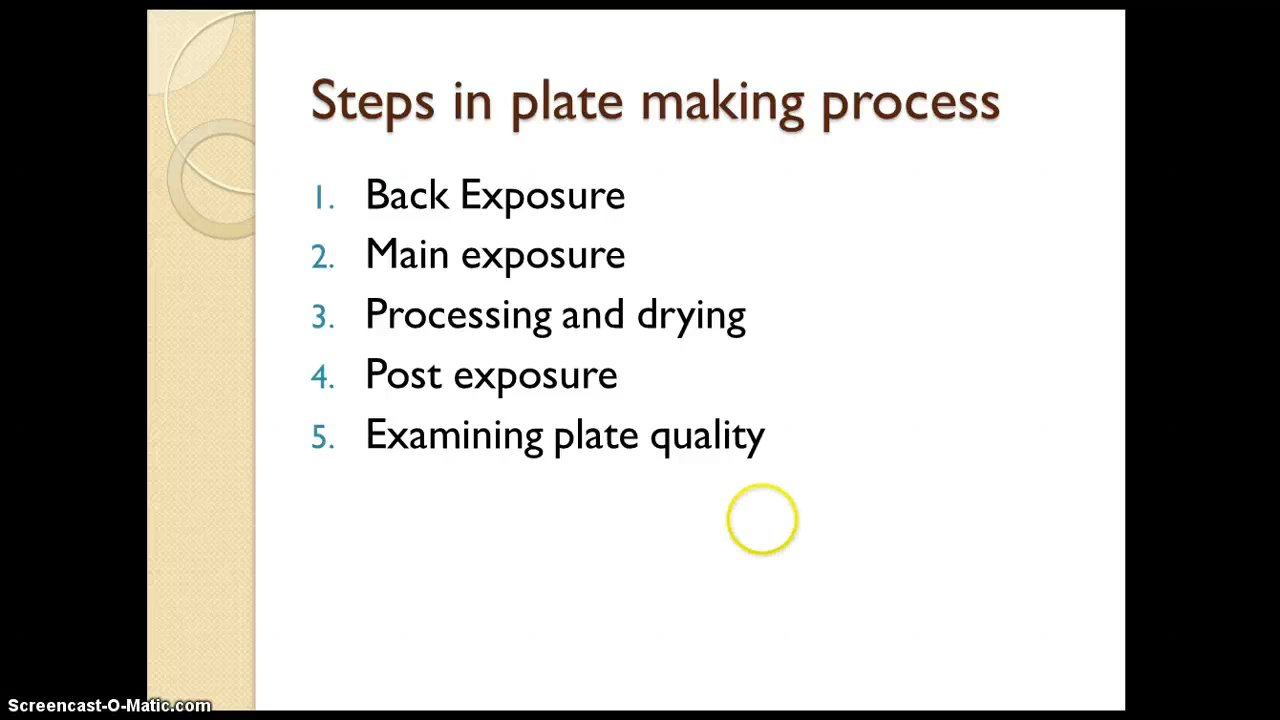 Steps in plate making process
1. Back Exposure
2. Main exposure
3. Processing and drying
4. Post exposure
5. Examining plate quality
Screencast-O-Matic.com